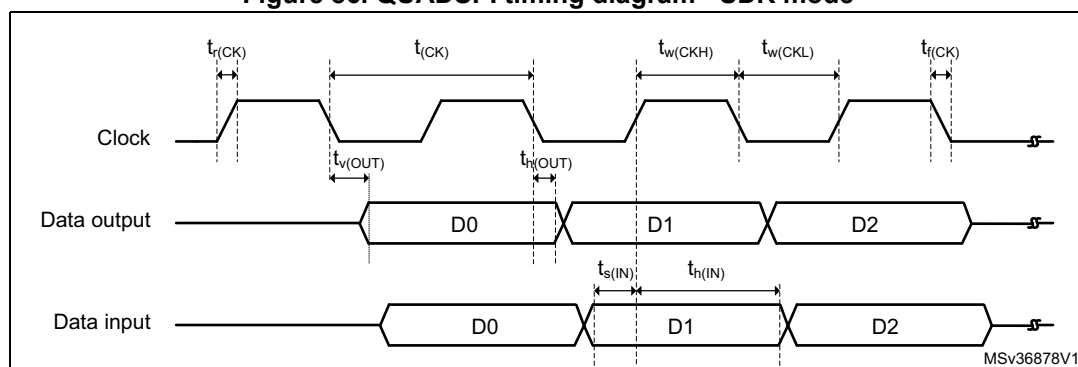 Figure 36. QUADSPI timing diagram - SDR mode
tr(CK) t(CK) tw(CKH) tw(CKL) tf(CK)
Clock
tv(OUT) th(OUT)
Data output D0 D1 D2
ts(IN) th(IN)
Data input D0 D1 D2
MSv36878V1